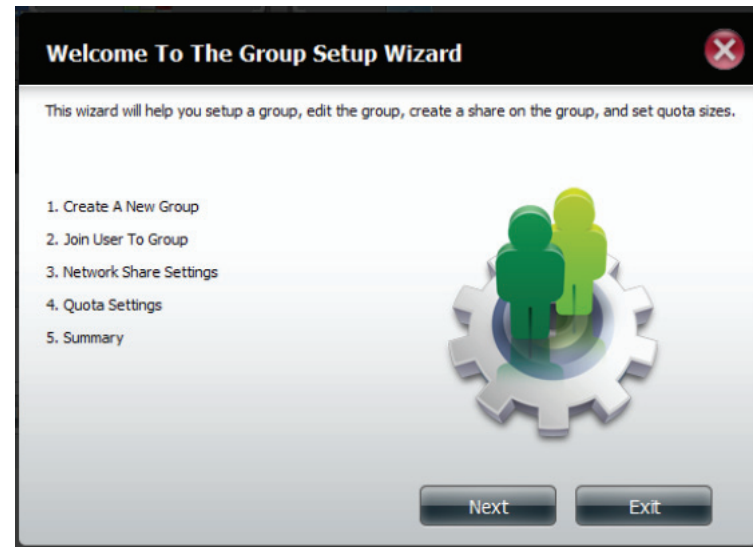 Welcome To The Group Setup Wizard
This wizard will help you setup a group, edit the group, create a share on the group, and set quota sizes.
1. Create A New Group
2. Join User To Group
3. Network Share Settings
4. Quota Settings
5. Summary
Next
Exit